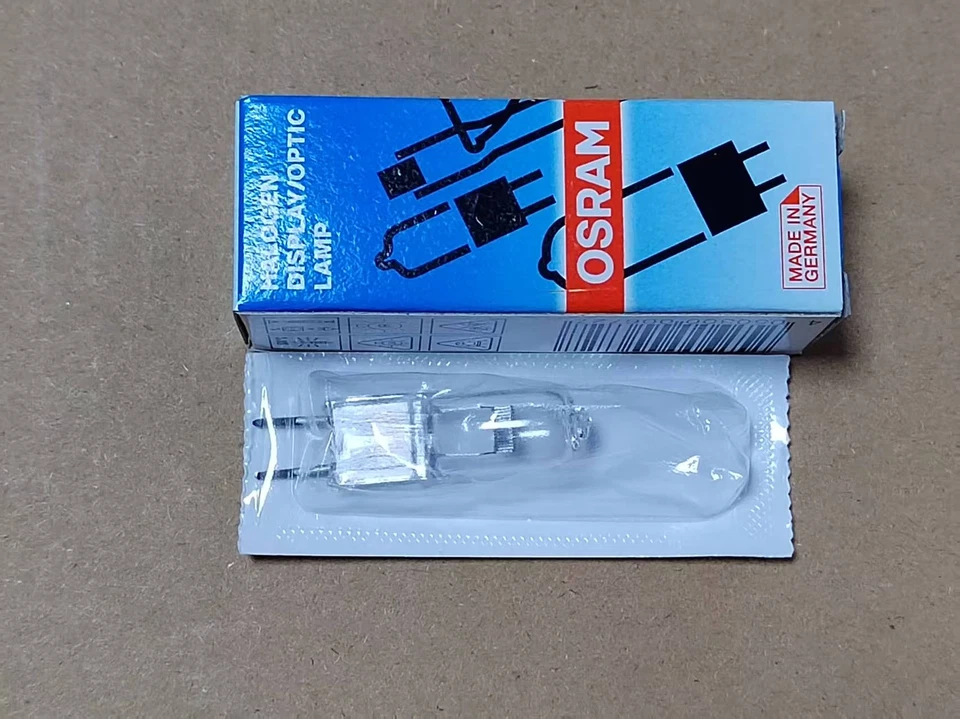 HALOGEN
DISPLAY/OPTIC
LAMP
OSRAM
MADE IN
GERMANY